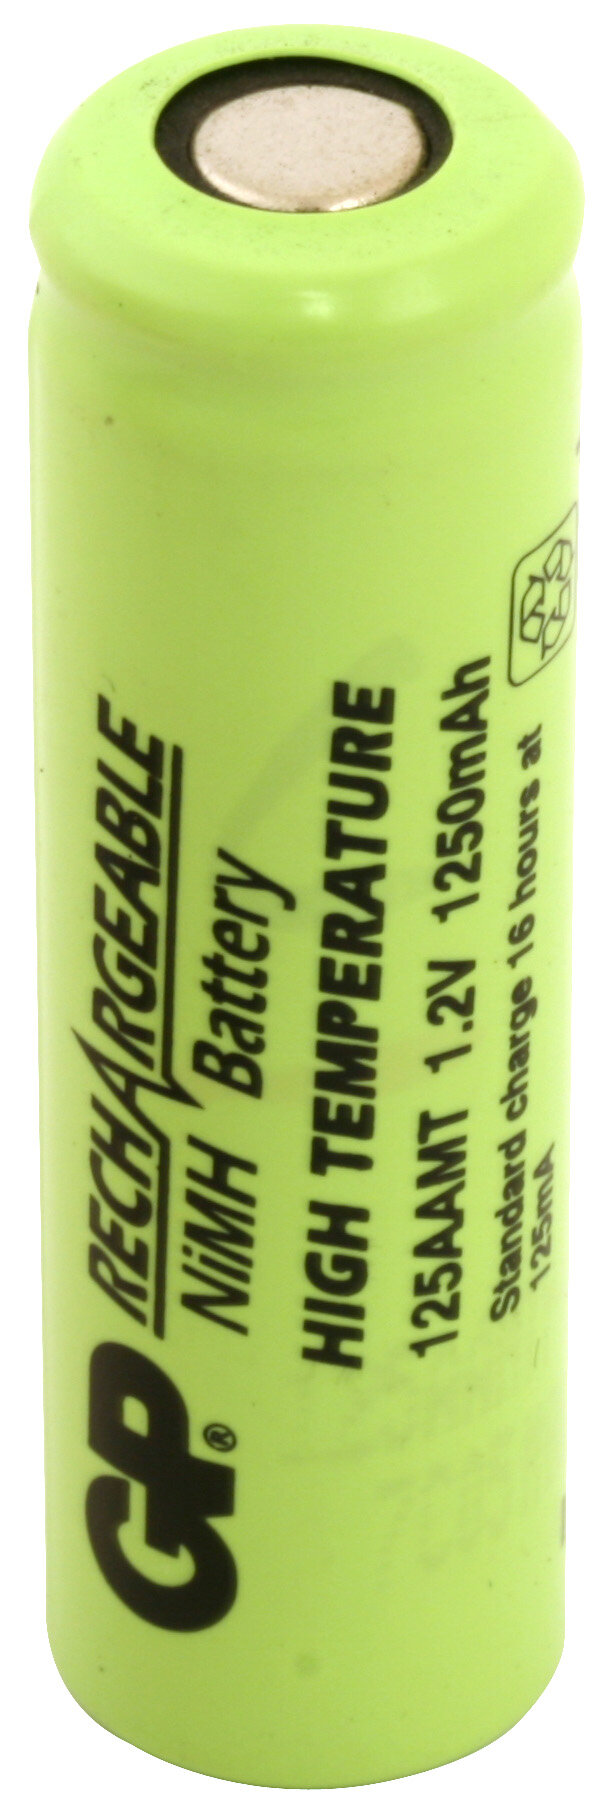 GP®
RECHARGEABLE
NiMH Battery
HIGH TEMPERATURE
125AAMT 1.2V 1250mAh
Standard charge 16 hours at
125mA